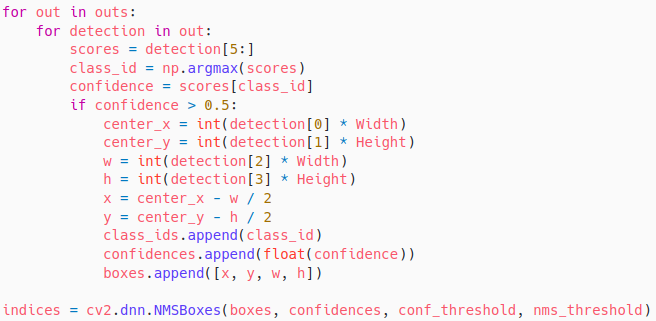 for out in outs:
    for detection in out:
        scores = detection[5:]
        class_id = np.argmax(scores)
        confidence = scores[class_id]
        if confidence > 0.5:
            center_x = int(detection[0] * Width)
            center_y = int(detection[1] * Height)
            w = int(detection[2] * Width)
            h = int(detection[3] * Height)
            x = center_x - w / 2
            y = center_y - h / 2
            class_ids.append(class_id)
            confidences.append(float(confidence))
            boxes.append([x, y, w, h])

indices = cv2.dnn.NMSBoxes(boxes, confidences, conf_threshold, nms_threshold)